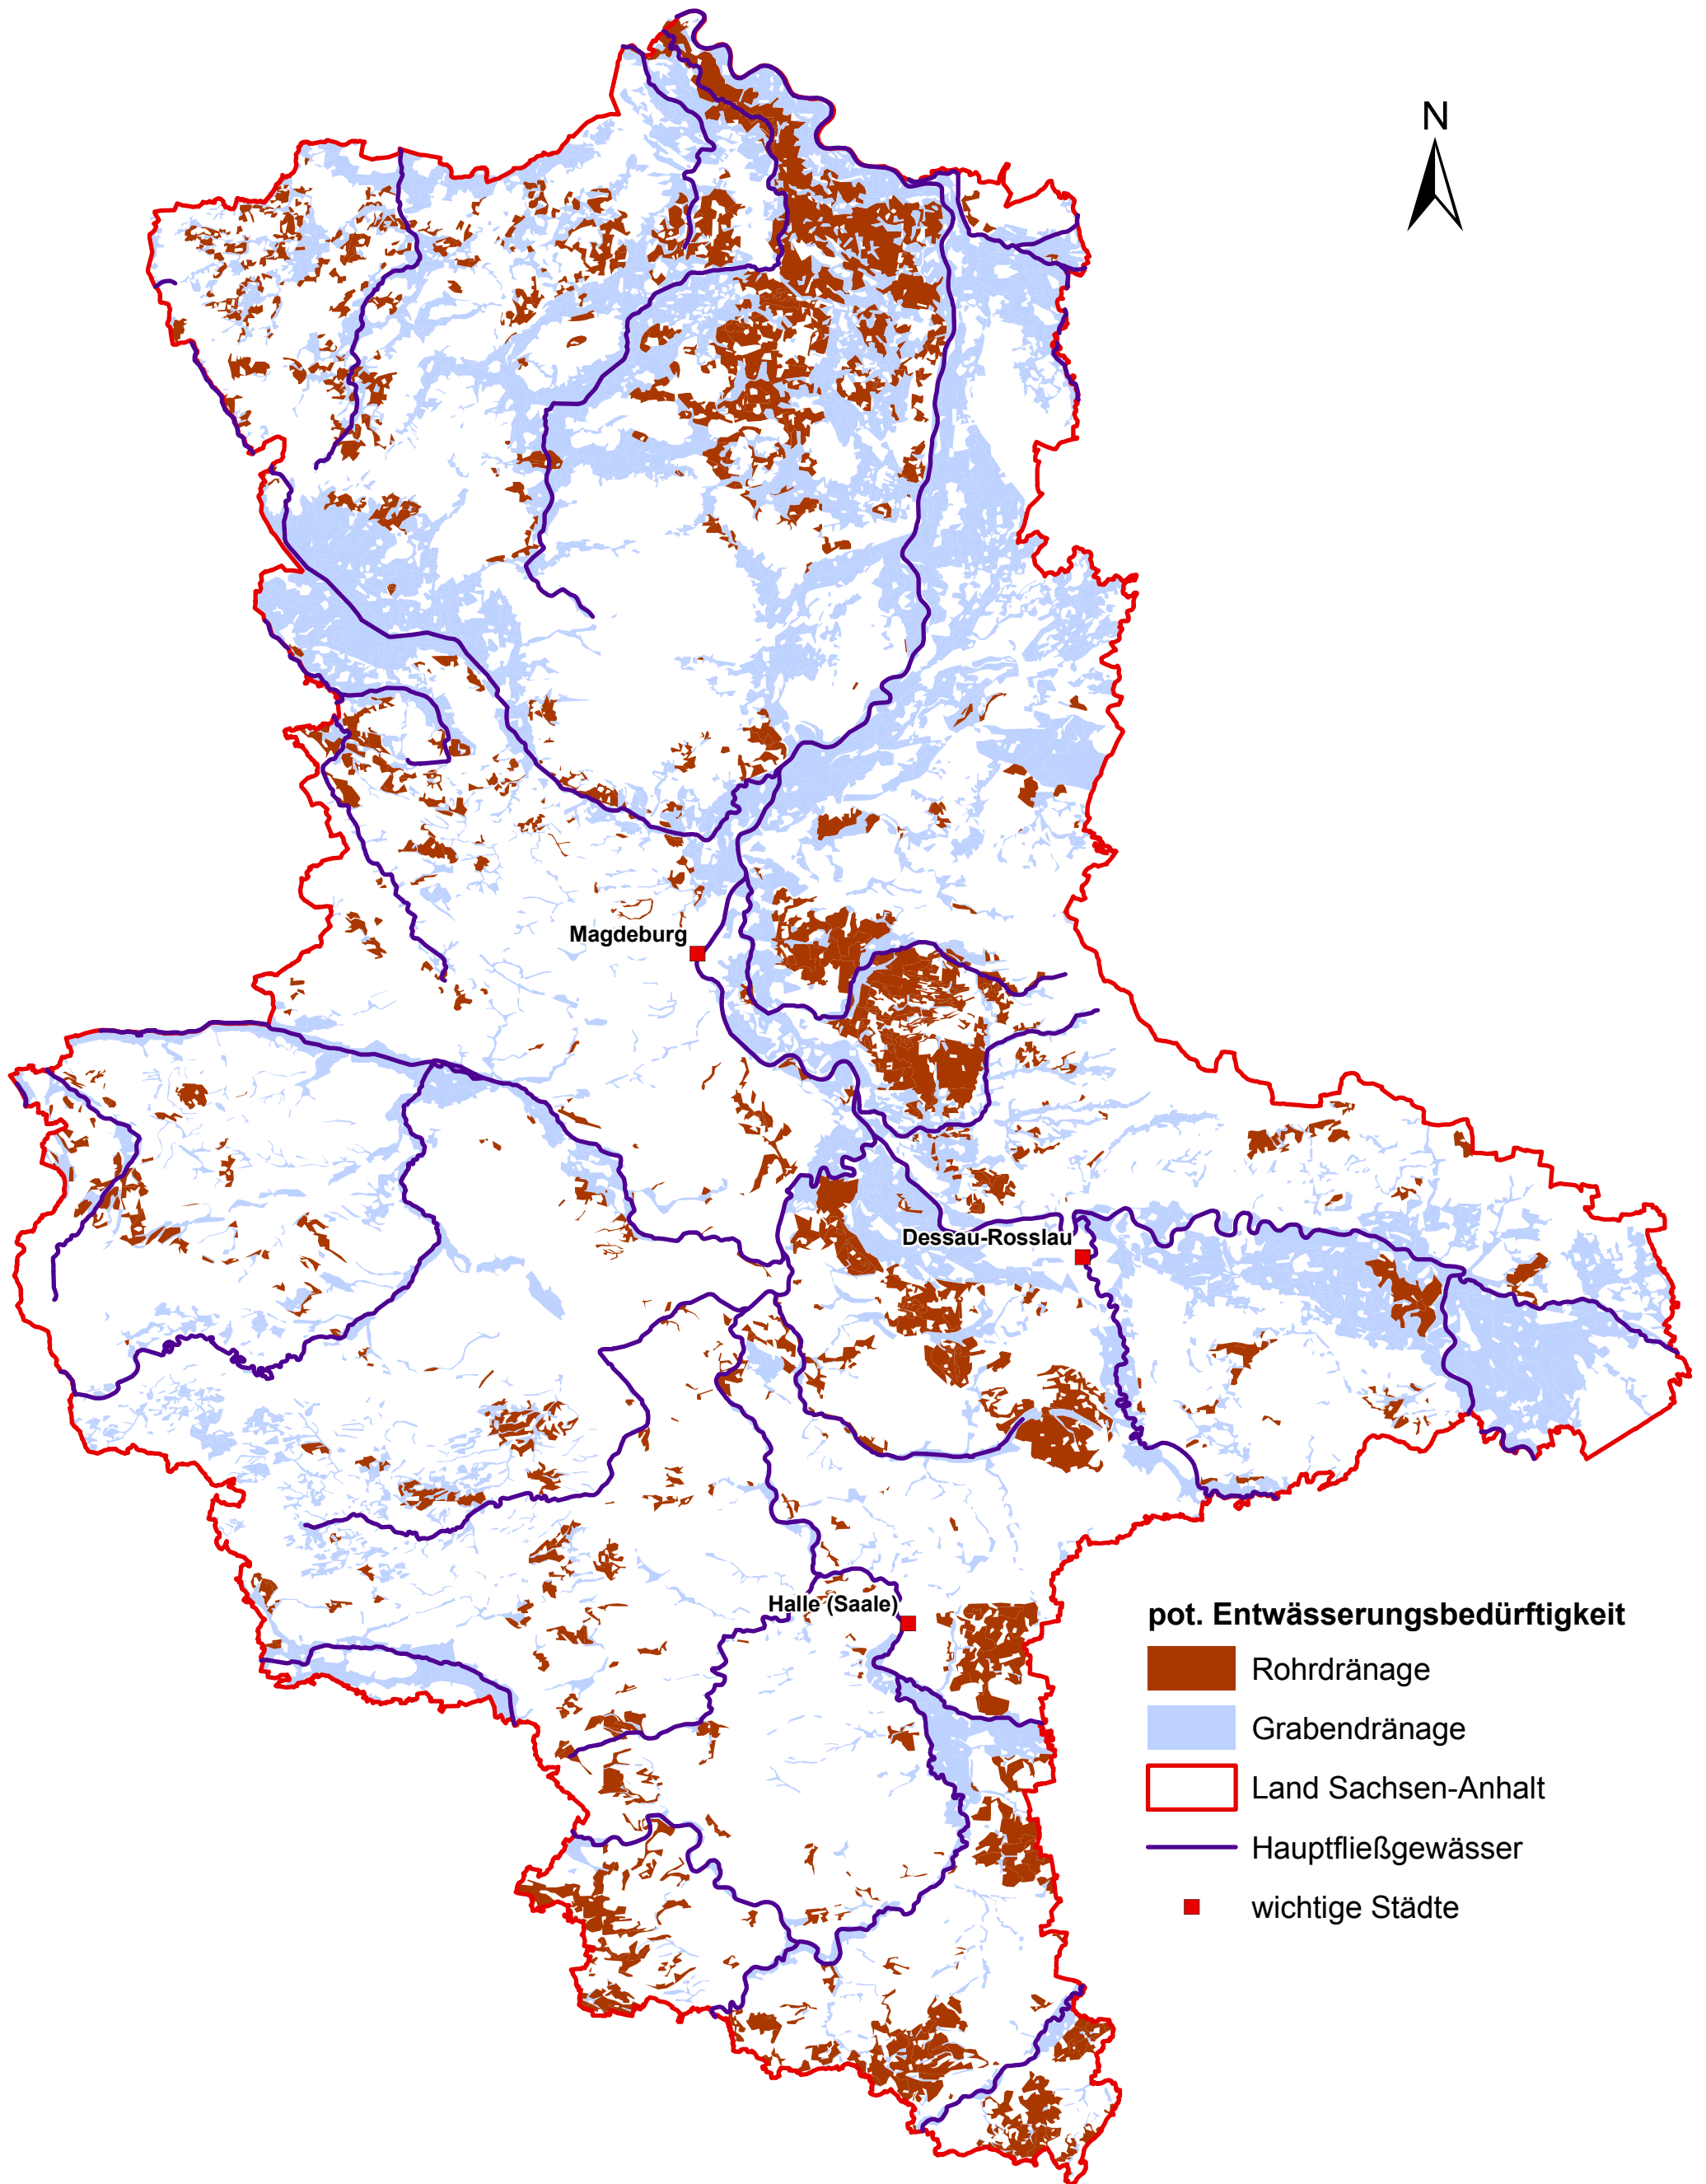 N
Magdeburg
Dessau-Rosslau
Halle (Saale)
pot. Entwässerungsbedürftigkeit
Rohrdränage
Grabendränage
Land Sachsen-Anhalt
Hauptfließgewässer
wichtige Städte